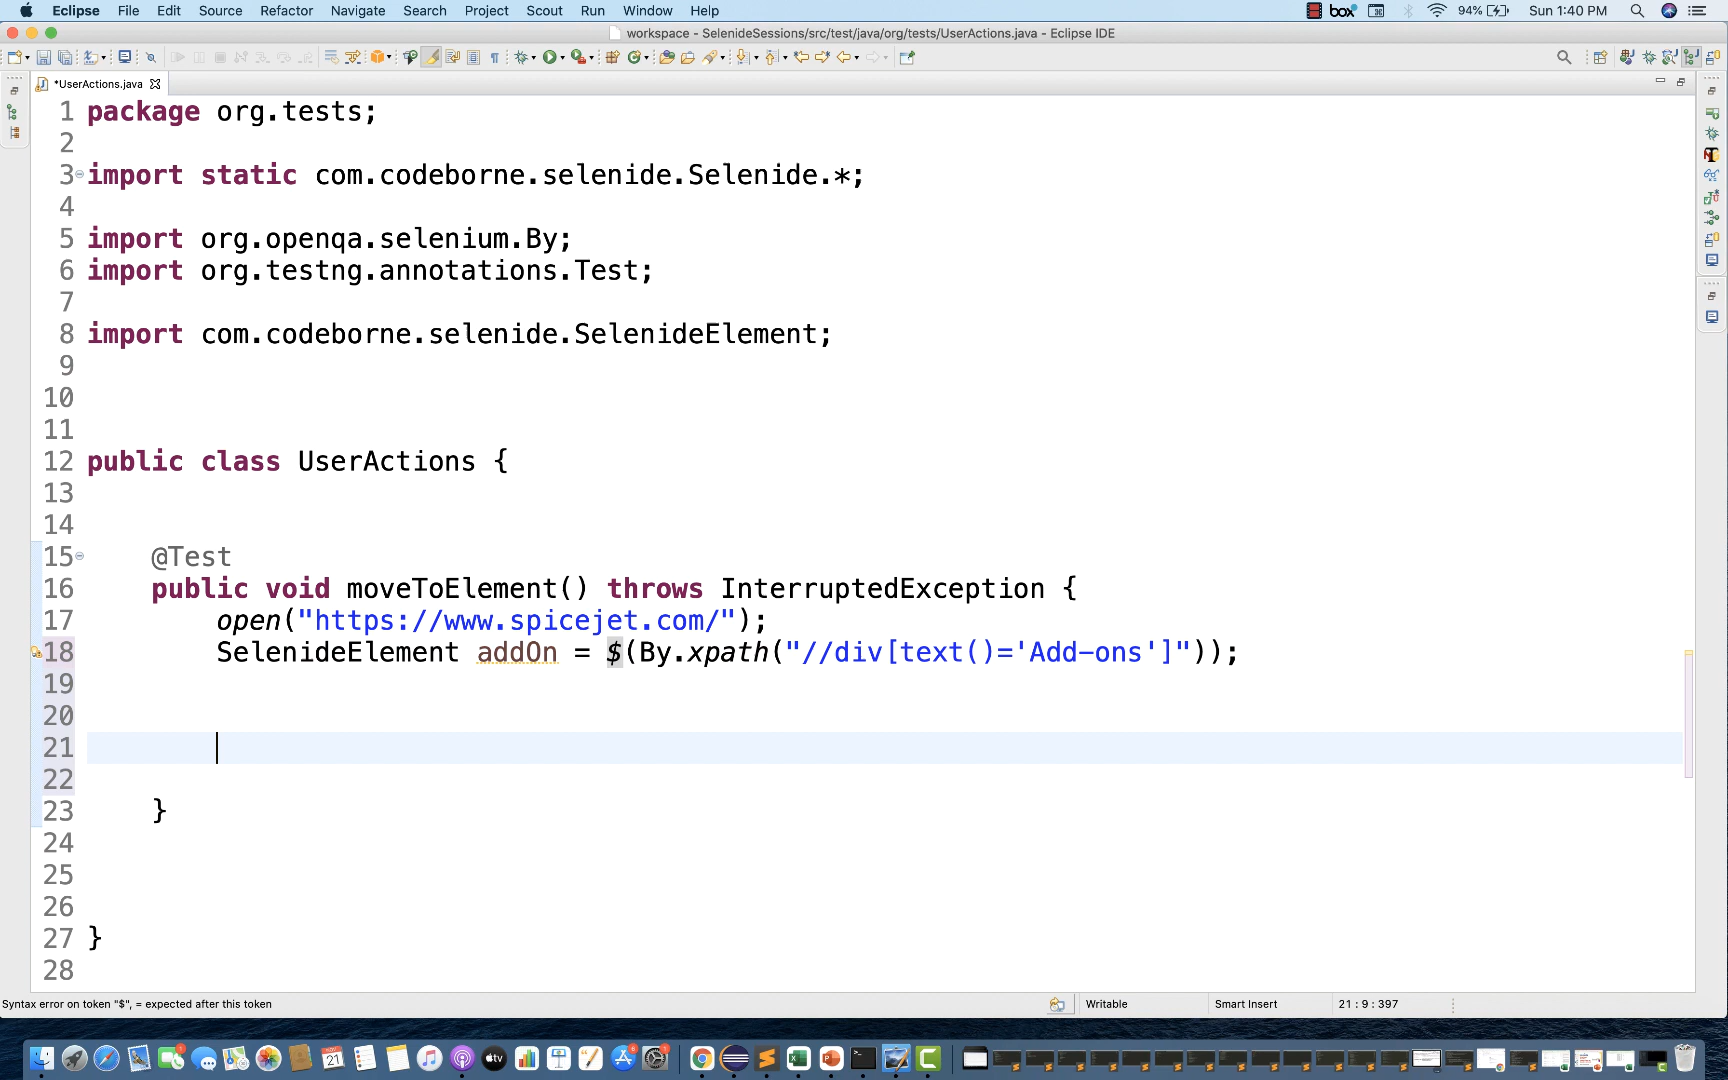 Eclipse File Edit Source Refactor Navigate Search Project Scout Run Window Help box 94% Sun 1:40 PM
workspace - SelenideSessions/src/test/java/org/tests/UserActions.java - Eclipse IDE
*UserActions.java
1 package org.tests;
2
3 import static com.codeborne.selenide.Selenide.*;
4
5 import org.openqa.selenium.By;
6 import org.testng.annotations.Test;
7
8 import com.codeborne.selenide.SelenideElement;
9
10
11
12 public class UserActions {
13
14
15 @Test
16 public void moveToElement() throws InterruptedException {
17 open("https://www.spicejet.com/");
18 SelenideElement addOn = $(By.xpath("//div[text()='Add-ons']"));
19
20
21
22
23 }
24
25
26
27 }
28
Syntax error on token "$", = expected after this token Writable Smart Insert 21 : 9 : 397